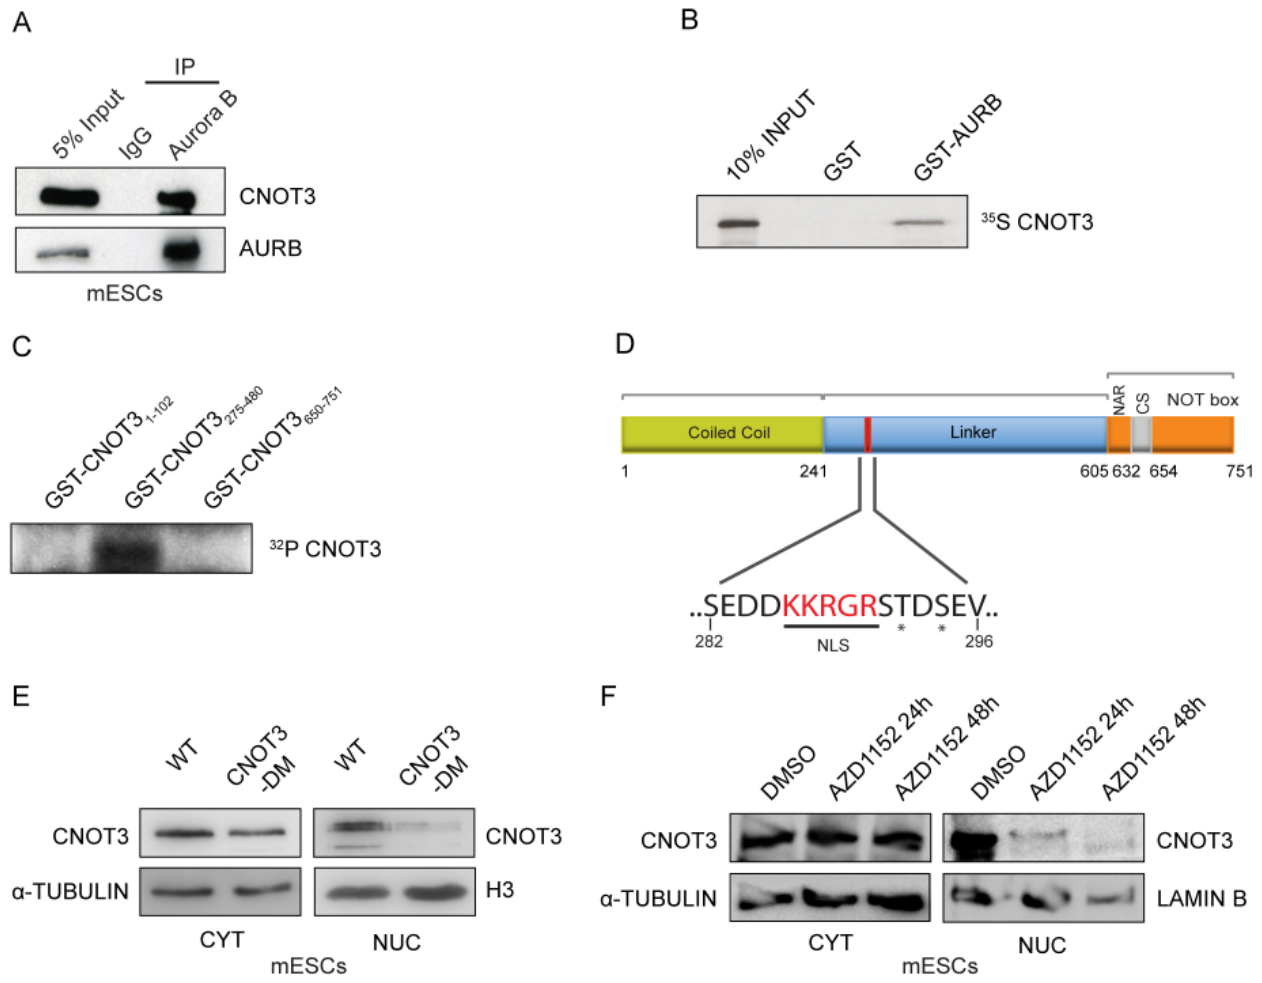 A
IP
5% Input
IgG
Aurora B
CNOT3
AURB
mESCs
B
10% INPUT
GST
GST-AURB
35S CNOT3
C
GST-CNOT3 1-102
GST-CNOT3 275-480
GST-CNOT3 650-751
32P CNOT3
D
NAR
CS
NOT box
Coiled Coil
Linker
1 241 605 632 654 751
..SEDDKKRGRSTDSEV..
* *
282 NLS 296
E
WT
CNOT3
-DM
WT
CNOT3
-DM
CNOT3
CNOT3
α-TUBULIN
H3
CYT
NUC
mESCs
F
DMSO
AZD1152 24h
AZD1152 48h
DMSO
AZD1152 24h
AZD1152 48h
CNOT3
CNOT3
α-TUBULIN
LAMIN B
CYT
NUC
mESCs